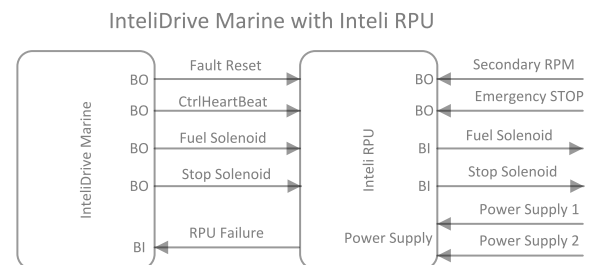 InteliDrive Marine with Inteli RPU
InteliDrive Marine
BO
Fault Reset
BO
CtrlHeartBeat
BO
Fuel Solenoid
BO
Stop Solenoid
BI
RPU Failure
Inteli RPU
BO
Secondary RPM
BO
Emergency STOP
BI
Fuel Solenoid
BI
Stop Solenoid
Power Supply
Power Supply 1
Power Supply 2